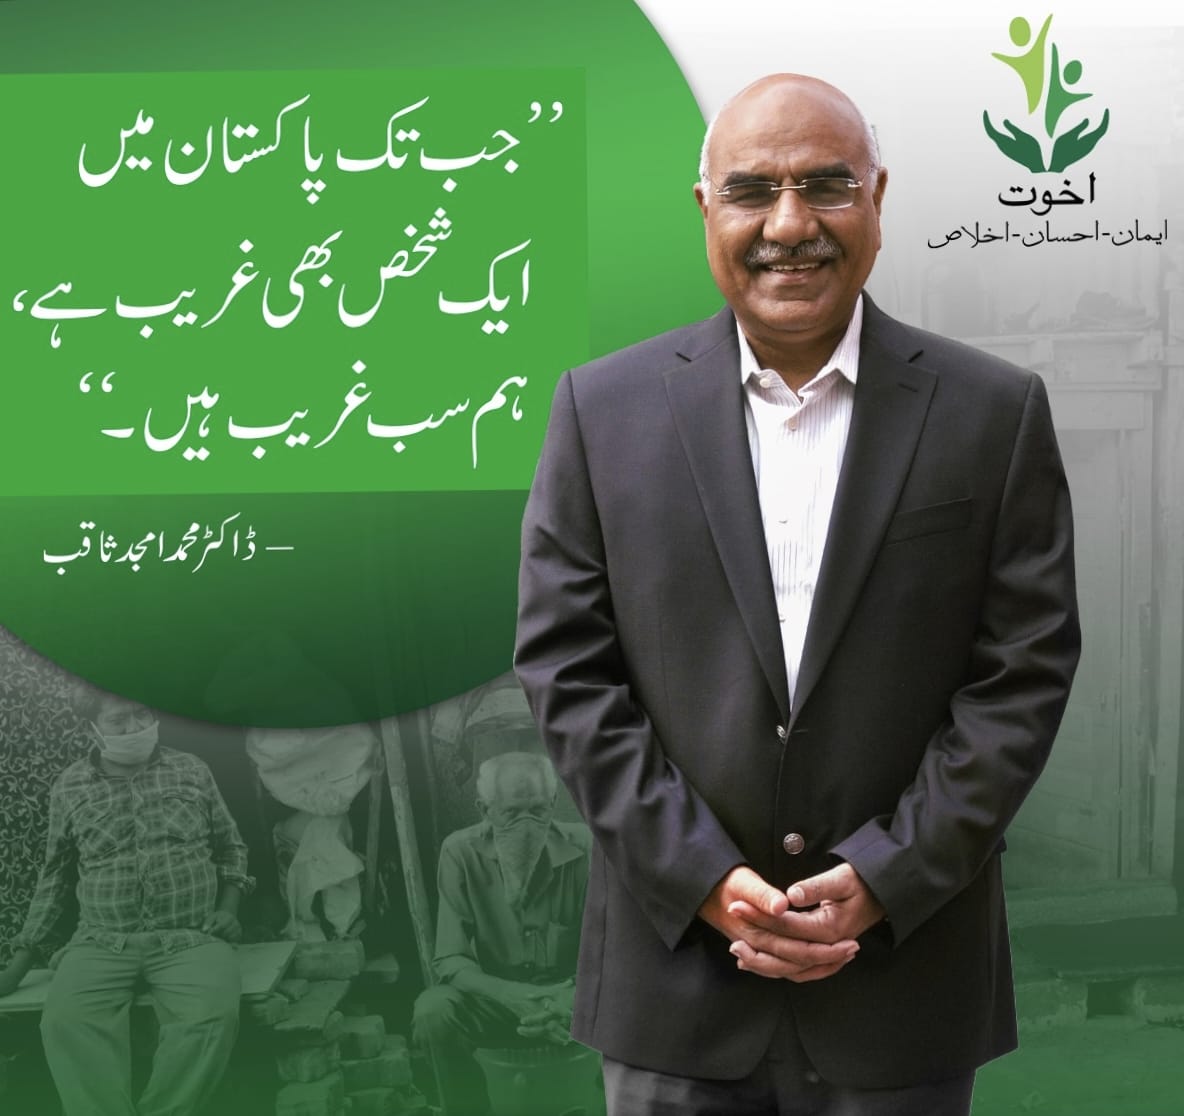 ’’جب تک پاکستان میں
ایک شخص بھی غریب ہے،
ہم سب غریب ہیں۔‘‘
– ڈاکٹر محمد امجد ثاقب
اخوت
ایمان-احسان-اخلاص